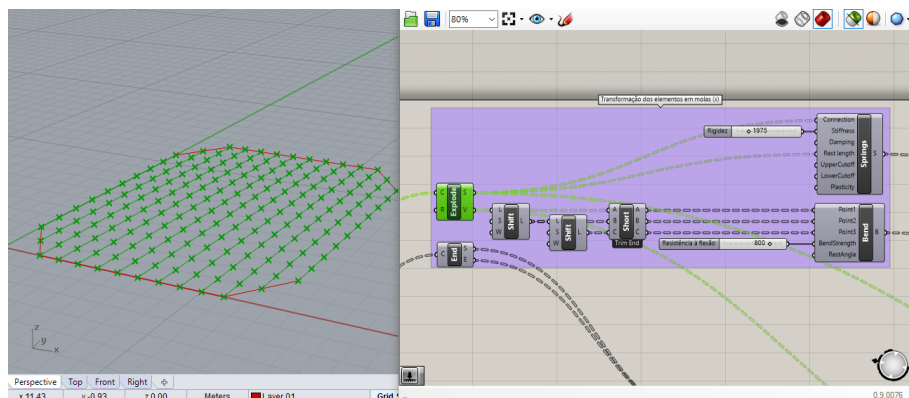 80%
Transformação dos elementos em molas (x)
Connection
Rigidez 1975
Stiffness
Damping
Rest length
UpperCutoff
LowerCutoff
Plasticity
Springs
S
C
R
Explode
S
V
L
S
W
Shift
L
L
S
W
Shift
L
A
B
C
Short
A
B
C
Trim End
Point1
Point2
Point3
Resistência à flexão: 800
BendStrength
RestAngle
Bend
B
C
End
S
E
z
y
x
Perspective Top Front Right
x 11.43 y -0.93 z 0.00 Meters Layer 01 Grid S
0.9.0076